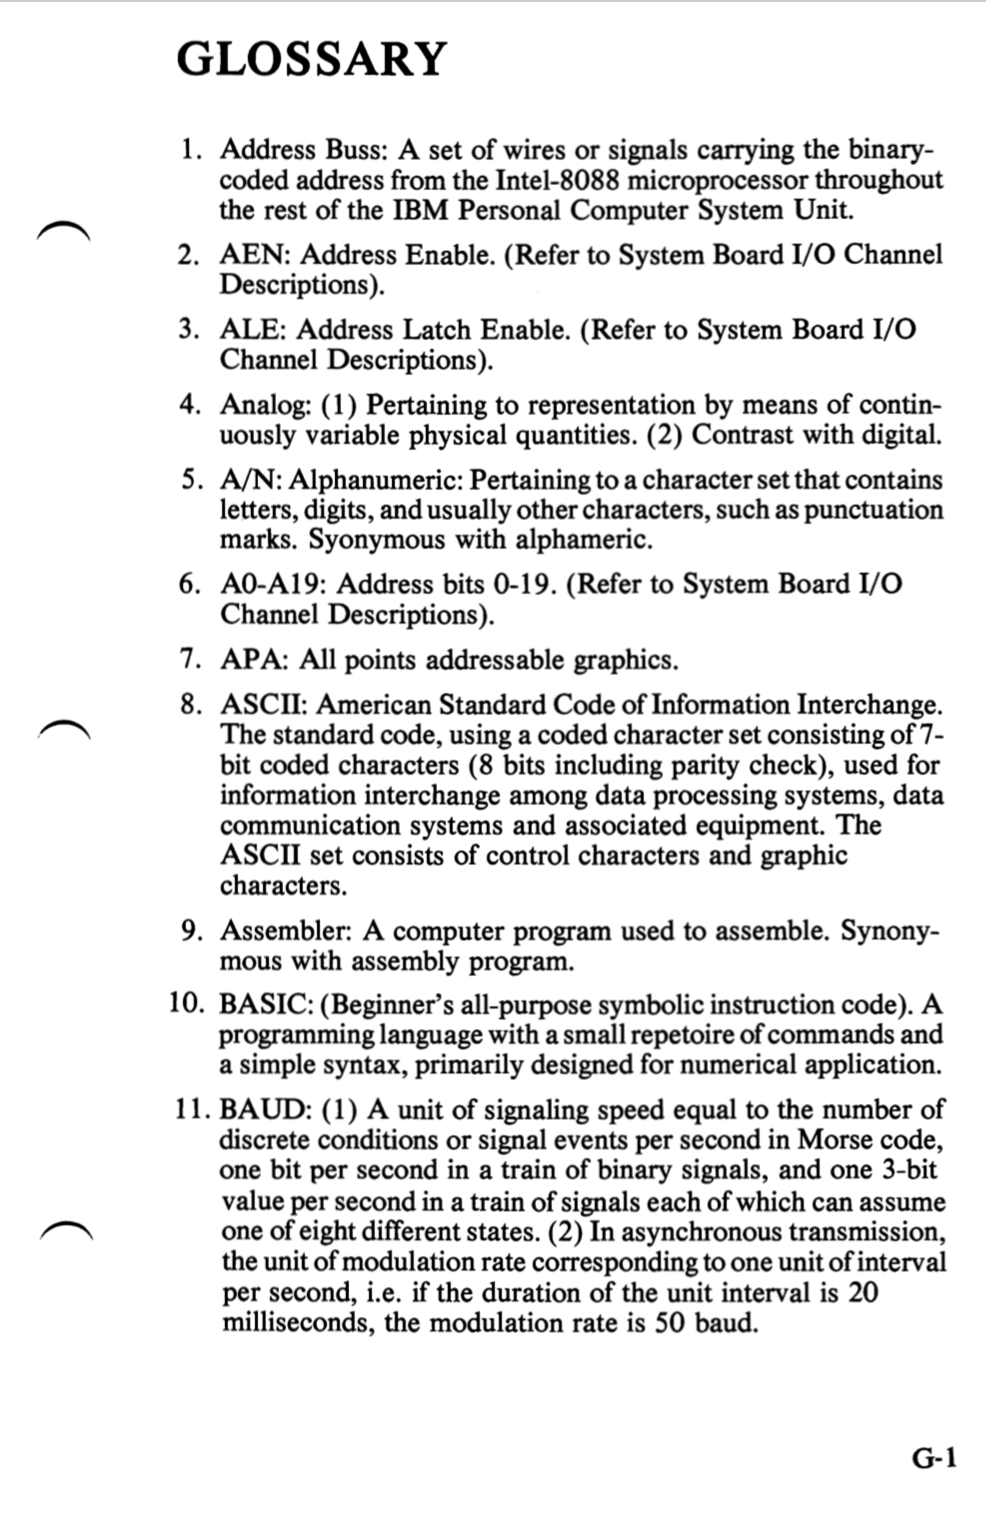 GLOSSARY
1. Address Buss: A set of wires or signals carrying the binary-
coded address from the Intel-8088 microprocessor throughout
the rest of the IBM Personal Computer System Unit.
2. AEN: Address Enable. (Refer to System Board I/O Channel
Descriptions).
3. ALE: Address Latch Enable. (Refer to System Board I/O
Channel Descriptions).
4. Analog: (1) Pertaining to representation by means of contin-
uously variable physical quantities. (2) Contrast with digital.
5. A/N: Alphanumeric: Pertaining to a character set that contains
letters, digits, and usually other characters, such as punctuation
marks. Syonymous with alphameric.
6. A0-A19: Address bits 0-19. (Refer to System Board I/O
Channel Descriptions).
7. APA: All points addressable graphics.
8. ASCII: American Standard Code of Information Interchange.
The standard code, using a coded character set consisting of 7-
bit coded characters (8 bits including parity check), used for
information interchange among data processing systems, data
communication systems and associated equipment. The
ASCII set consists of control characters and graphic
characters.
9. Assembler: A computer program used to assemble. Synony-
mous with assembly program.
10. BASIC: (Beginner's all-purpose symbolic instruction code). A
programming language with a small repetoire of commands and
a simple syntax, primarily designed for numerical application.
11. BAUD: (1) A unit of signaling speed equal to the number of
discrete conditions or signal events per second in Morse code,
one bit per second in a train of binary signals, and one 3-bit
value per second in a train of signals each of which can assume
one of eight different states. (2) In asynchronous transmission,
the unit of modulation rate corresponding to one unit of interval
per second, i.e. if the duration of the unit interval is 20
milliseconds, the modulation rate is 50 baud.
G-1